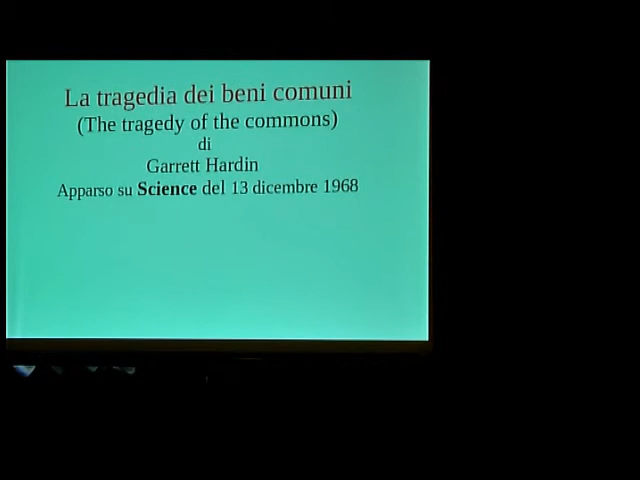 La tragedia dei beni comuni
(The tragedy of the commons)
di
Garrett Hardin
Apparso su Science del 13 dicembre 1968